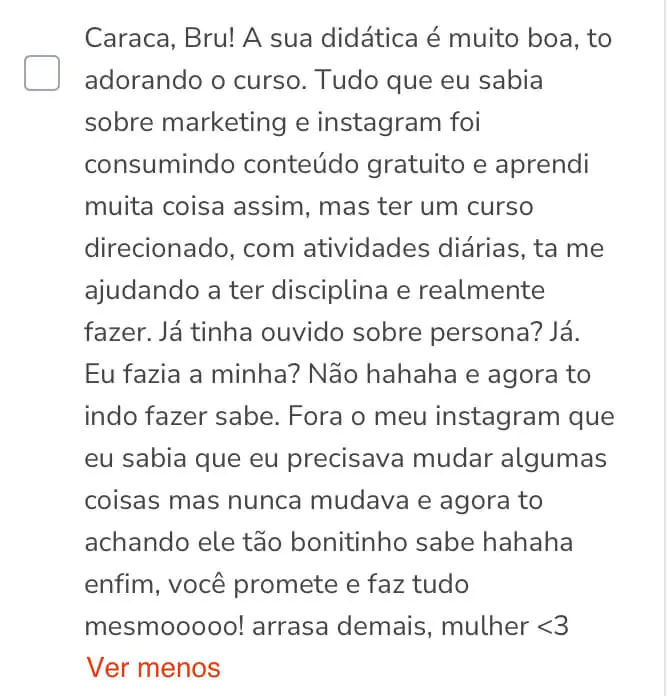 Caraca, Bru! A sua didática é muito boa, to
adorando o curso. Tudo que eu sabia
sobre marketing e instagram foi
consumindo conteúdo gratuito e aprendi
muita coisa assim, mas ter um curso
direcionado, com atividades diárias, ta me
ajudando a ter disciplina e realmente
fazer. Já tinha ouvido sobre persona? Já.
Eu fazia a minha? Não hahaha e agora to
indo fazer sabe. Fora o meu instagram que
eu sabia que eu precisava mudar algumas
coisas mas nunca mudava e agora to
achando ele tão bonitinho sabe hahaha
enfim, você promete e faz tudo
mesmooooo! arrasa demais, mulher <3
Ver menos